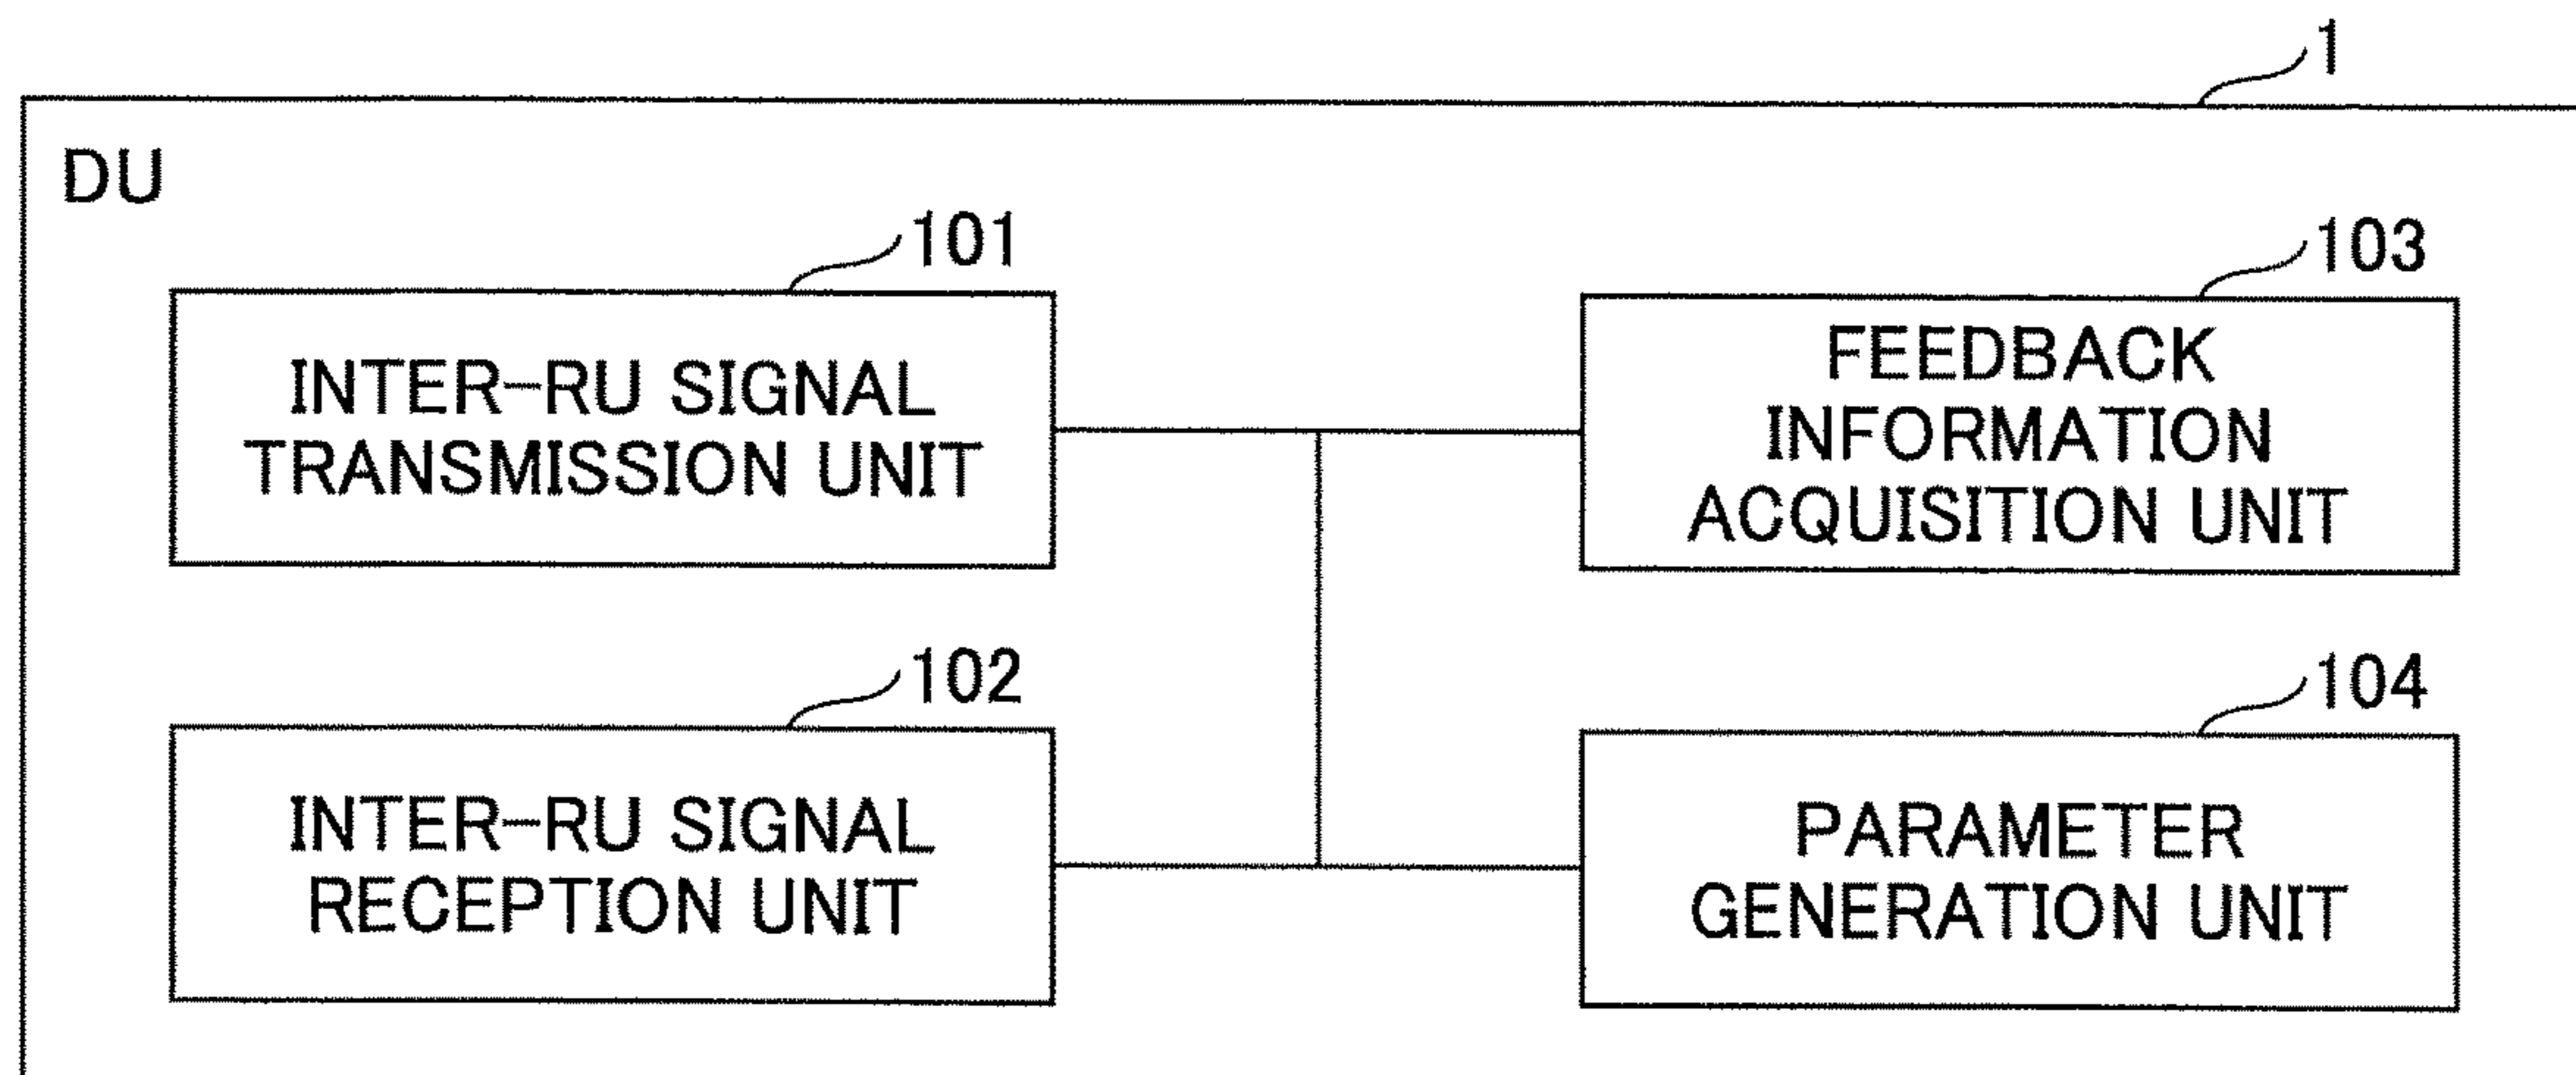 1
DU
101
INTER-RU SIGNAL
TRANSMISSION UNIT
103
FEEDBACK
INFORMATION
ACQUISITION UNIT
102
INTER-RU SIGNAL
RECEPTION UNIT
104
PARAMETER
GENERATION UNIT